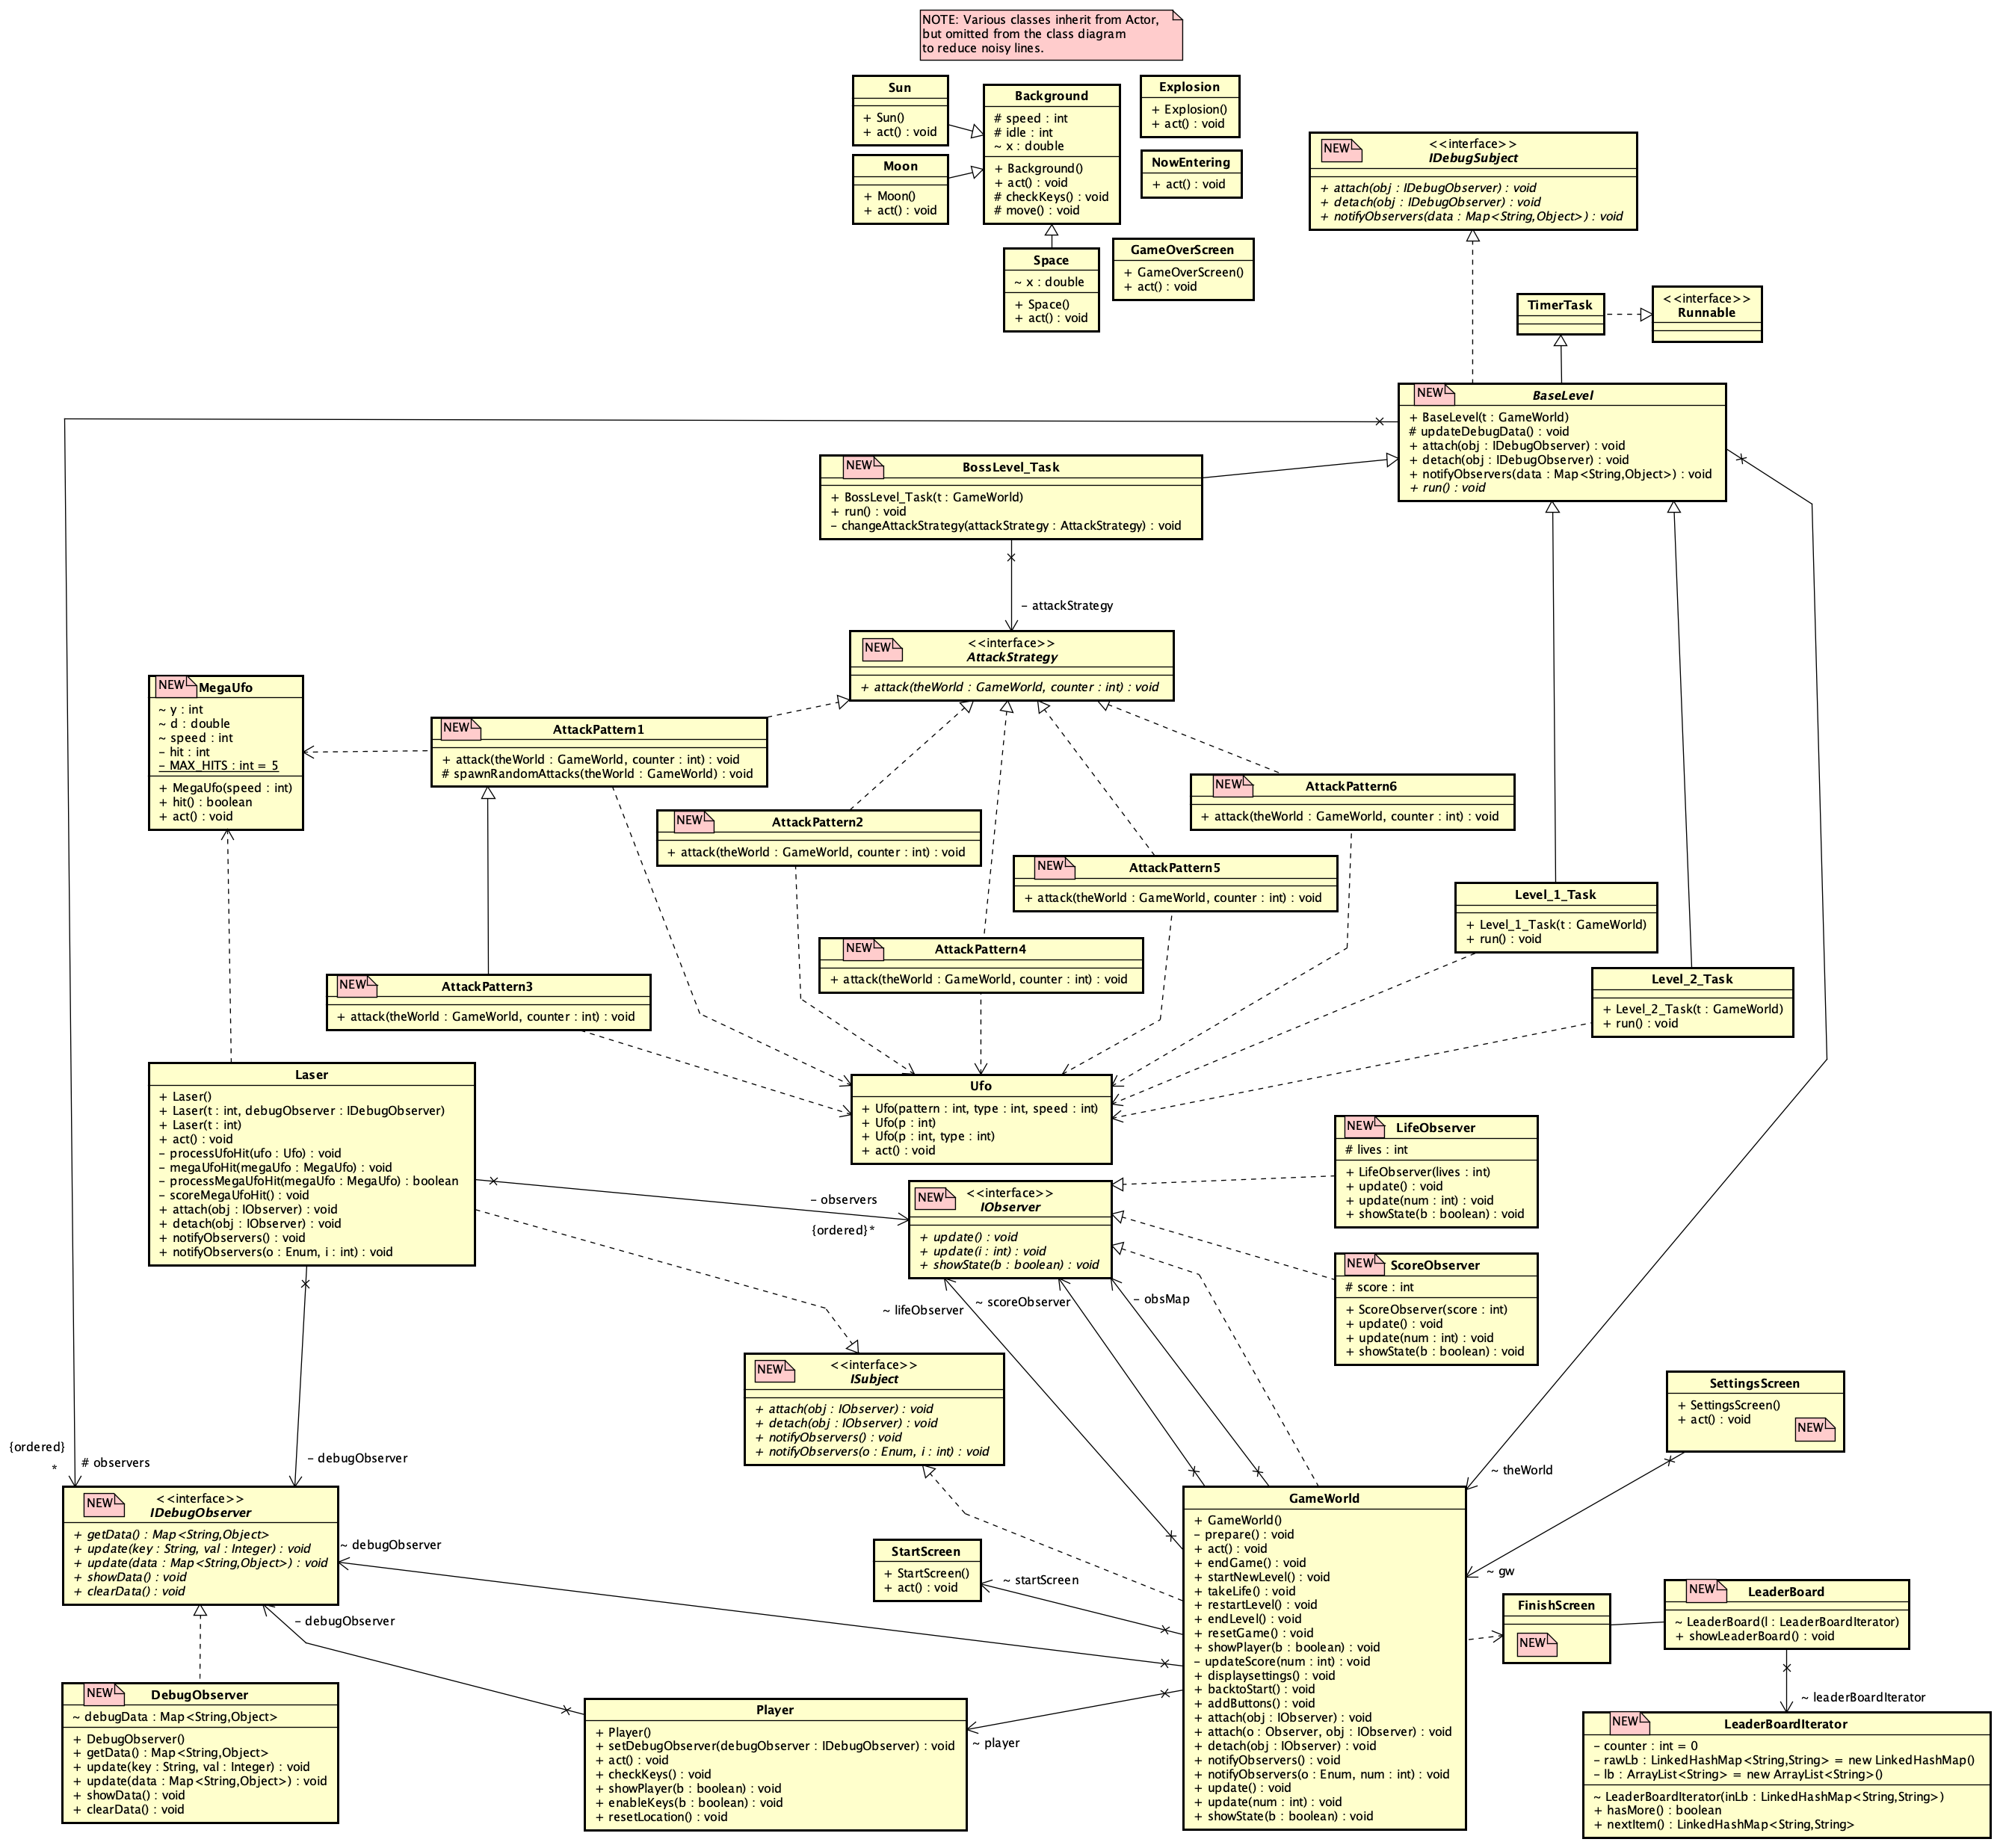 NOTE: Various classes inherit from Actor,
but omitted from the class diagram
to reduce noisy lines.
Sun
+ Sun()
+ act() : void
Background
# speed : int
# idle : int
~ x : double
+ Background()
+ act() : void
# checkKeys() : void
# move() : void
Explosion
+ Explosion()
+ act() : void
Moon
+ Moon()
+ act() : void
NowEntering
+ act() : void
Space
~ x : double
+ Space()
+ act() : void
GameOverScreen
+ GameOverScreen()
+ act() : void
NEW
<<interface>>
IDebugSubject
+ attach(obj : IDebugObserver) : void
+ detach(obj : IDebugObserver) : void
+ notifyObservers(data : Map<String,Object>) : void
TimerTask
<<interface>>
Runnable
NEW
BaseLevel
+ BaseLevel(t : GameWorld)
# updateDebugData() : void
+ attach(obj : IDebugObserver) : void
+ detach(obj : IDebugObserver) : void
+ notifyObservers(data : Map<String,Object>) : void
+ run() : void
NEW
BossLevel_Task
+ BossLevel_Task(t : GameWorld)
+ run() : void
- changeAttackStrategy(attackStrategy : AttackStrategy) : void
- attackStrategy
NEW
<<interface>>
AttackStrategy
+ attack(theWorld : GameWorld, counter : int) : void
NEW
MegaUfo
~ y : int
~ d : double
~ speed : int
- hit : int
- MAX_HITS : int = 5
+ MegaUfo(speed : int)
+ hit() : boolean
+ act() : void
NEW
AttackPattern1
+ attack(theWorld : GameWorld, counter : int) : void
# spawnRandomAttacks(theWorld : GameWorld) : void
NEW
AttackPattern2
+ attack(theWorld : GameWorld, counter : int) : void
NEW
AttackPattern6
+ attack(theWorld : GameWorld, counter : int) : void
NEW
AttackPattern5
+ attack(theWorld : GameWorld, counter : int) : void
NEW
AttackPattern4
+ attack(theWorld : GameWorld, counter : int) : void
NEW
AttackPattern3
+ attack(theWorld : GameWorld, counter : int) : void
Level_1_Task
+ Level_1_Task(t : GameWorld)
+ run() : void
Level_2_Task
+ Level_2_Task(t : GameWorld)
+ run() : void
Laser
+ Laser()
+ Laser(t : int, debugObserver : IDebugObserver)
+ Laser(t : int)
+ act() : void
- processUfoHit(ufo : Ufo) : void
- megaUfoHit(megaUfo : MegaUfo) : void
- processMegaUfoHit(megaUfo : MegaUfo) : boolean
- scoreMegaUfoHit() : void
+ attach(obj : IObserver) : void
+ detach(obj : IObserver) : void
+ notifyObservers() : void
+ notifyObservers(o : Enum, i : int) : void
Ufo
+ Ufo(pattern : int, type : int, speed : int)
+ Ufo(p : int)
+ Ufo(p : int, type : int)
+ act() : void
NEW
LifeObserver
# lives : int
+ LifeObserver(lives : int)
+ update() : void
+ update(num : int) : void
+ showState(b : boolean) : void
- observers
{ordered}*
NEW
<<interface>>
IObserver
+ update() : void
+ update(i : int) : void
+ showState(b : boolean) : void
NEW
ScoreObserver
# score : int
+ ScoreObserver(score : int)
+ update() : void
+ update(num : int) : void
+ showState(b : boolean) : void
~ lifeObserver
~ scoreObserver
- obsMap
NEW
<<interface>>
ISubject
+ attach(obj : IObserver) : void
+ detach(obj : IObserver) : void
+ notifyObservers() : void
+ notifyObservers(o : Enum, i : int) : void
SettingsScreen
+ SettingsScreen()
+ act() : void
NEW
{ordered}
*
# observers
- debugObserver
~ theWorld
NEW
<<interface>>
IDebugObserver
+ getData() : Map<String,Object>
+ update(key : String, val : Integer) : void
+ update(data : Map<String,Object>) : void
+ showData() : void
+ clearData() : void
~ debugObserver
- debugObserver
StartScreen
+ StartScreen()
+ act() : void
~ startScreen
GameWorld
+ GameWorld()
- prepare() : void
+ act() : void
+ endGame() : void
+ startNewLevel() : void
+ takeLife() : void
+ restartLevel() : void
+ endLevel() : void
+ resetGame() : void
+ showPlayer(b : boolean) : void
- updateScore(num : int) : void
+ displaysettings() : void
+ backtoStart() : void
+ addButtons() : void
+ attach(obj : IObserver) : void
+ attach(o : Observer, obj : IObserver) : void
+ detach(obj : IObserver) : void
+ notifyObservers() : void
+ notifyObservers(o : Enum, num : int) : void
+ update() : void
+ update(num : int) : void
+ showState(b : boolean) : void
~ gw
FinishScreen
NEW
NEW
LeaderBoard
~ LeaderBoard(l : LeaderBoardIterator)
+ showLeaderBoard() : void
~ leaderBoardIterator
NEW
DebugObserver
~ debugData : Map<String,Object>
+ DebugObserver()
+ getData() : Map<String,Object>
+ update(key : String, val : Integer) : void
+ update(data : Map<String,Object>) : void
+ showData() : void
+ clearData() : void
Player
+ Player()
+ setDebugObserver(debugObserver : IDebugObserver) : void
+ act() : void
+ checkKeys() : void
+ showPlayer(b : boolean) : void
+ enableKeys(b : boolean) : void
+ resetLocation() : void
~ player
NEW
LeaderBoardIterator
- counter : int = 0
- rawLb : LinkedHashMap<String,String> = new LinkedHashMap()
- lb : ArrayList<String> = new ArrayList<String>()
~ LeaderBoardIterator(inLb : LinkedHashMap<String,String>)
+ hasMore() : boolean
+ nextItem() : LinkedHashMap<String,String>